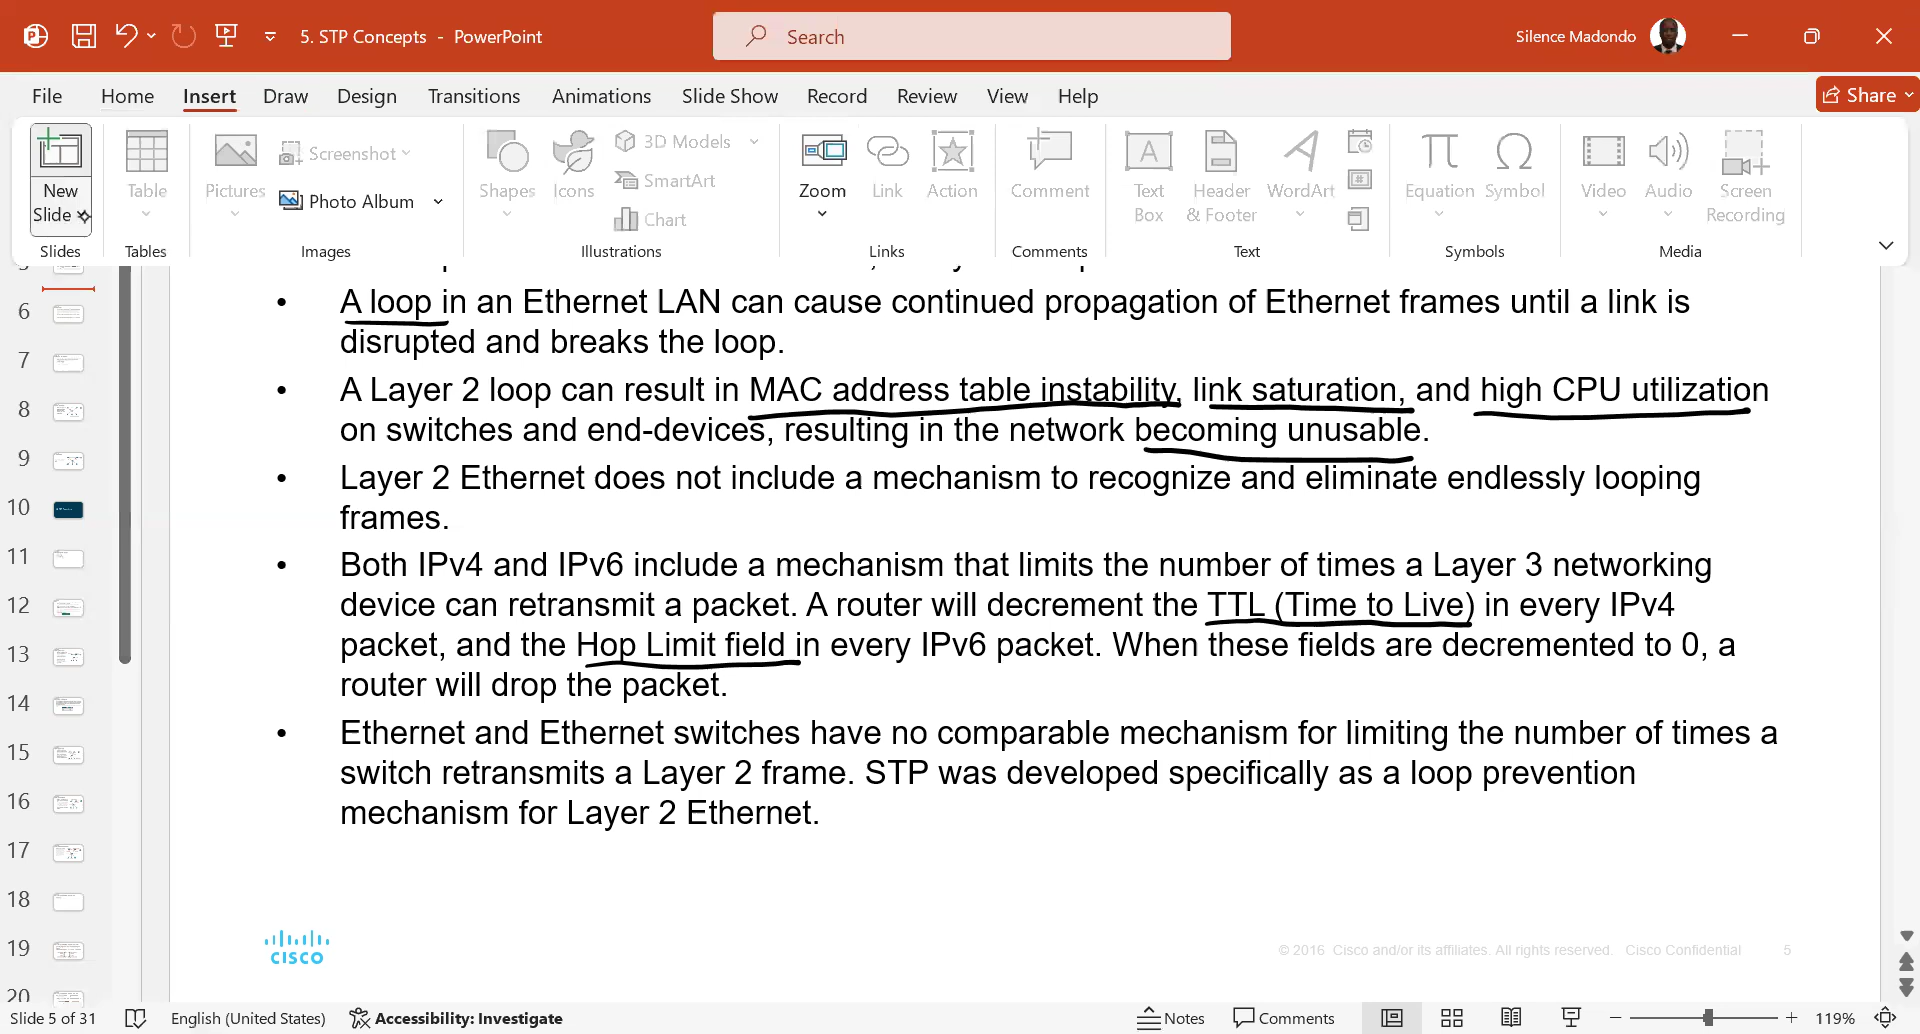 5. STP Concepts - PowerPoint
Search
Silence Madondo
File Home Insert Draw Design Transitions Animations Slide Show Record Review View Help
Share
New Slide
Table
Pictures
Screenshot
Photo Album
Shapes
Icons
3D Models
SmartArt
Chart
Zoom
Link
Action
Comment
Text Box
Header & Footer
WordArt
Equation
Symbol
Video
Audio
Screen Recording
Slides Tables Images Illustrations Links Comments Text Symbols Media
6
7
8
9
10
11
12
13
14
15
16
17
18
19
20
• A loop in an Ethernet LAN can cause continued propagation of Ethernet frames until a link is
disrupted and breaks the loop.
• A Layer 2 loop can result in MAC address table instability, link saturation, and high CPU utilization
on switches and end-devices, resulting in the network becoming unusable.
• Layer 2 Ethernet does not include a mechanism to recognize and eliminate endlessly looping
frames.
• Both IPv4 and IPv6 include a mechanism that limits the number of times a Layer 3 networking
device can retransmit a packet. A router will decrement the TTL (Time to Live) in every IPv4
packet, and the Hop Limit field in every IPv6 packet. When these fields are decremented to 0, a
router will drop the packet.
• Ethernet and Ethernet switches have no comparable mechanism for limiting the number of times a
switch retransmits a Layer 2 frame. STP was developed specifically as a loop prevention
mechanism for Layer 2 Ethernet.
CISCO
© 2016 Cisco and/or its affiliates. All rights reserved. Cisco Confidential 5
Slide 5 of 31 English (United States) Accessibility: Investigate Notes Comments 119%